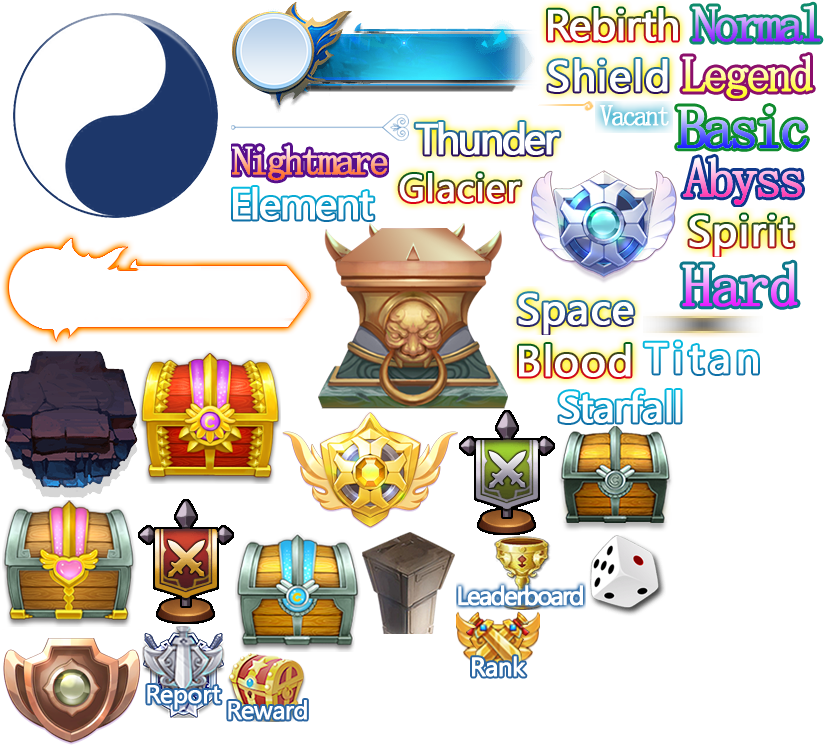 Rebirth
Normal
Shield
Legend
Vacant
Basic
Thunder
Nightmare
Abyss
Glacier
Element
Spirit
Hard
Space
Blood
Titan
Starfall
Leaderboard
Rank
Report
Reward